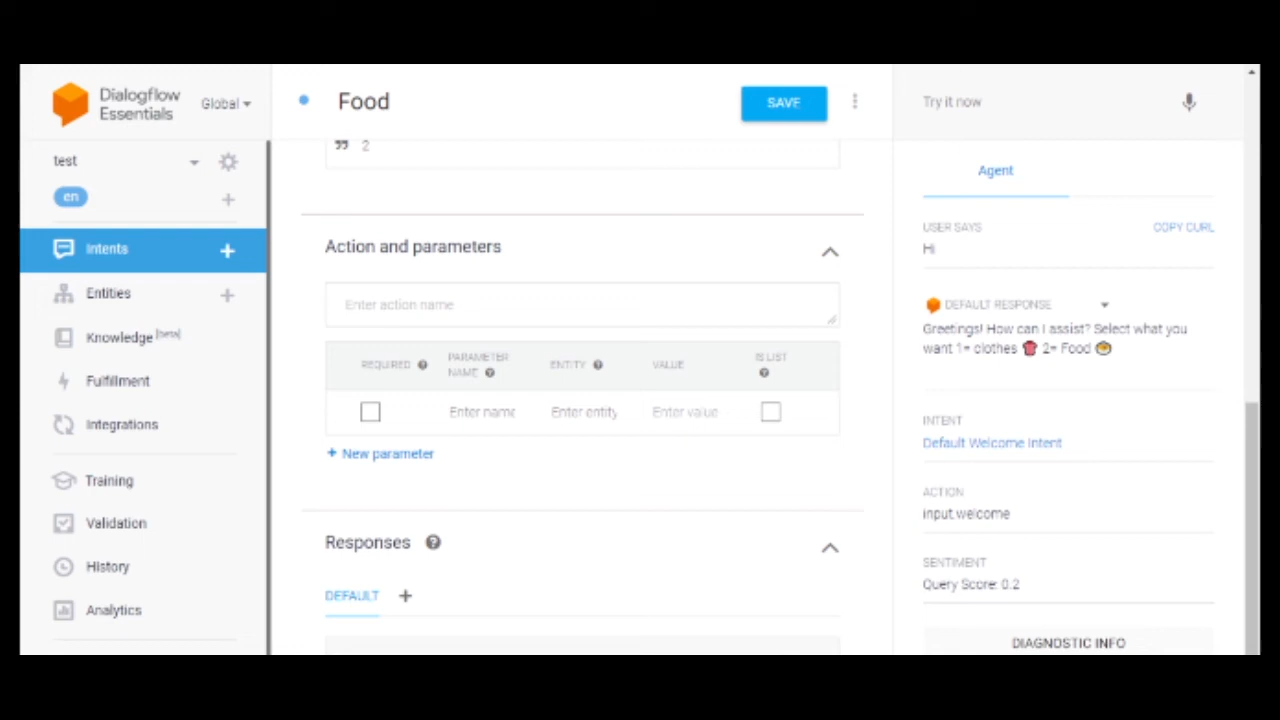 Dialogflow
Essentials
Global
Food
SAVE
Try it now
test
en
Intents
Entities
Knowledge [beta]
Fulfillment
Integrations
Training
Validation
History
Analytics
2
Action and parameters
Enter action name
REQUIRED
PARAMETER
NAME
ENTITY
VALUE
IS LIST
Enter name
Enter entity
Enter value
+ New parameter
Responses
DEFAULT
Agent
USER SAYS
COPY CURL
Hi
DEFAULT RESPONSE
Greetings! How can I assist? Select what you
want 1= clothes 👕 2= Food 🍲
INTENT
Default Welcome Intent
ACTION
input.welcome
SENTIMENT
Query Score: 0.2
DIAGNOSTIC INFO